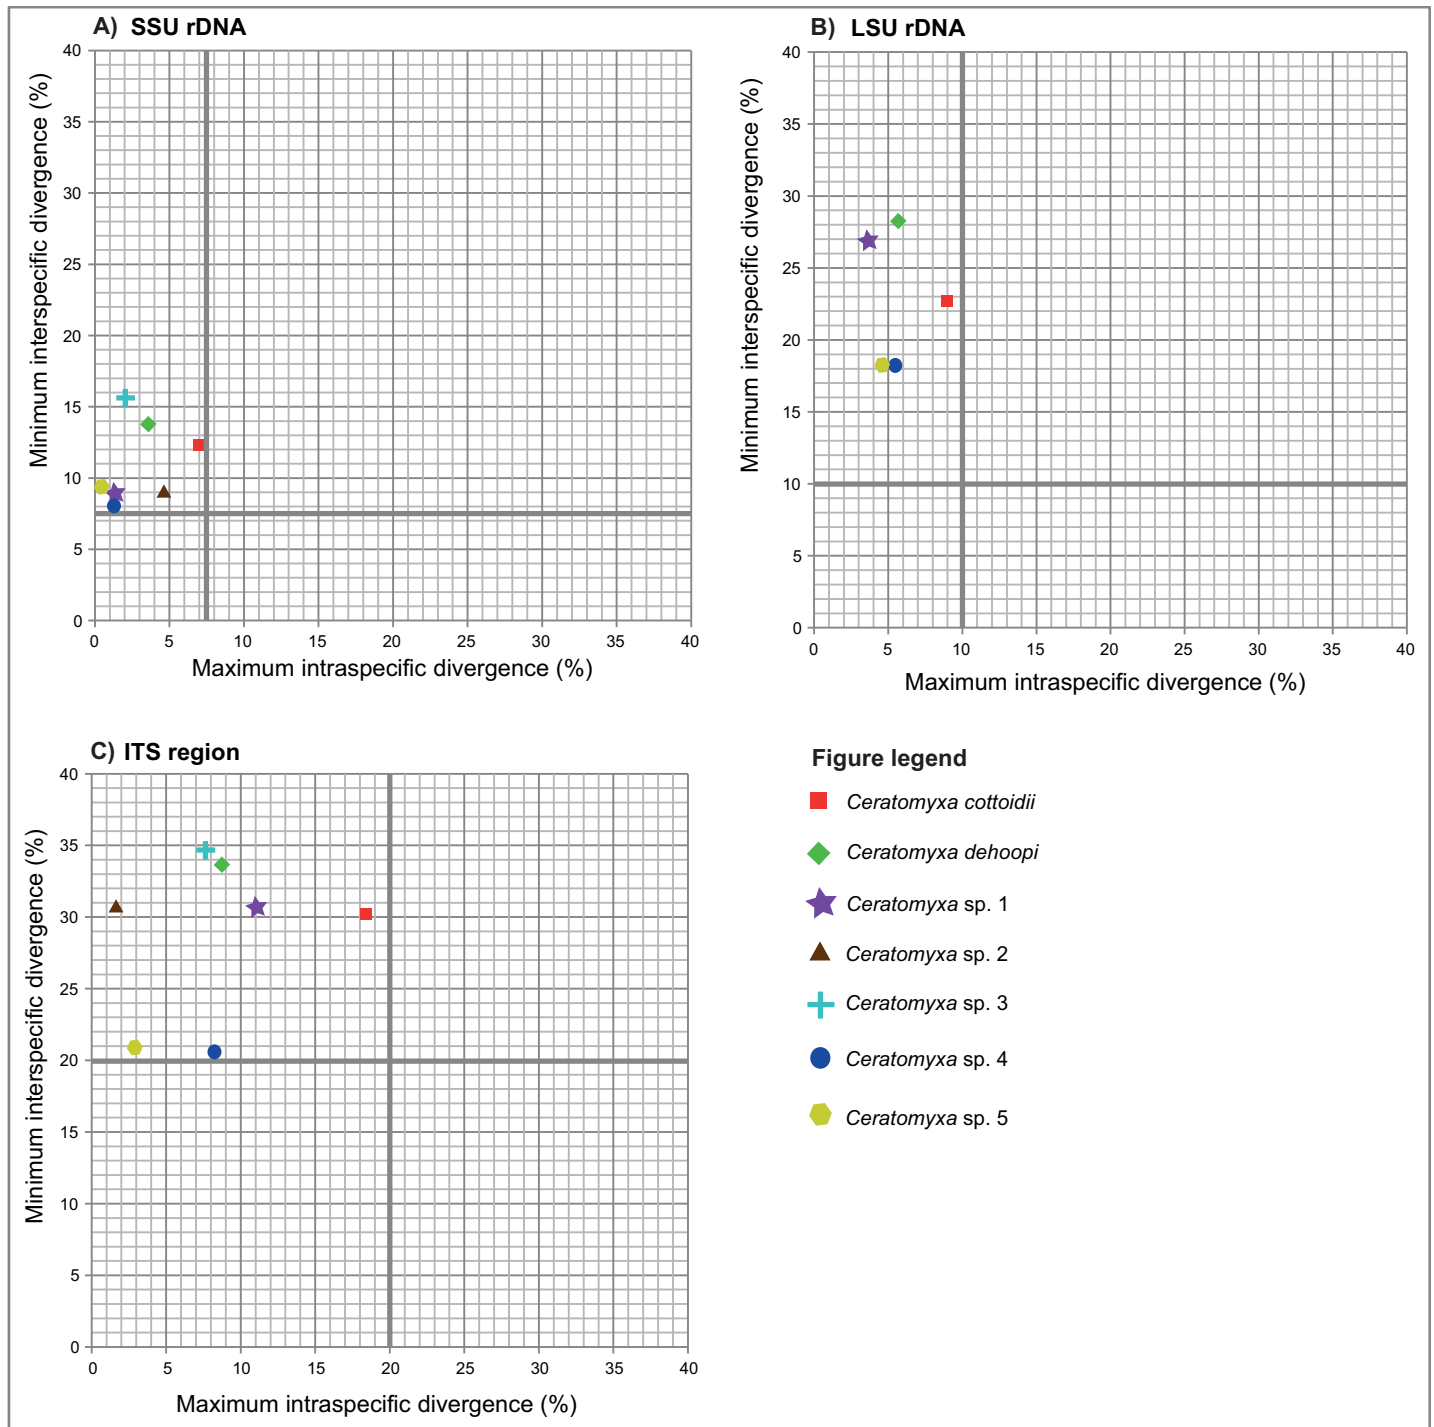 A) SSU rDNA
40
35
30
25
20
15
10
5
0
0 5 10 15 20 25 30 35 40
Minimum interspecific divergence (%)
Maximum intraspecific divergence (%)
B) LSU rDNA
40
35
30
25
20
15
10
5
0
0 5 10 15 20 25 30 35 40
Minimum interspecific divergence (%)
Maximum intraspecific divergence (%)
C) ITS region
40
35
30
25
20
15
10
5
0
0 5 10 15 20 25 30 35 40
Minimum interspecific divergence (%)
Maximum intraspecific divergence (%)
Figure legend
Ceratomyxa cottoidii
Ceratomyxa dehoopi
Ceratomyxa sp. 1
Ceratomyxa sp. 2
Ceratomyxa sp. 3
Ceratomyxa sp. 4
Ceratomyxa sp. 5